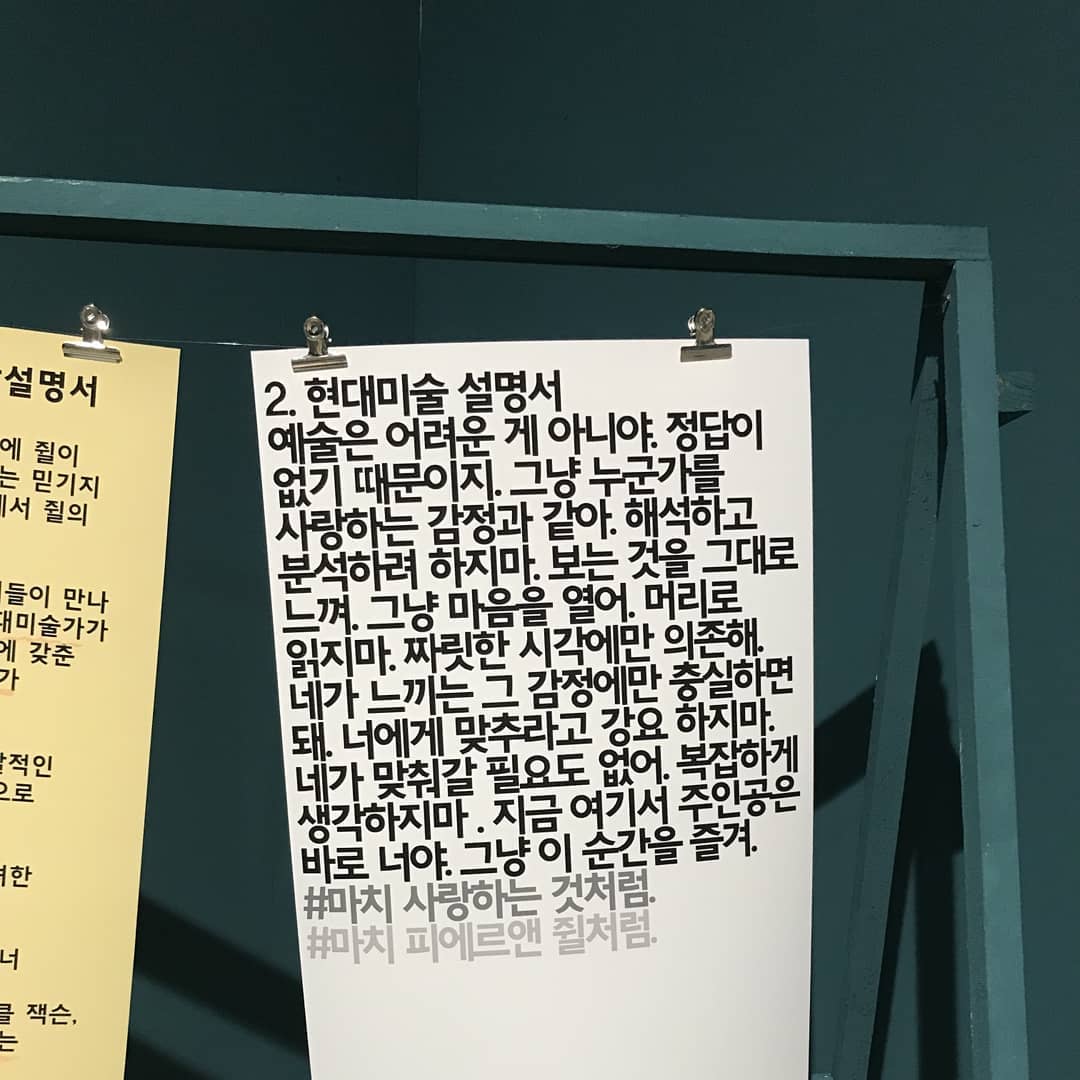 설명서
에 쥘이
는 믿기지
에서 쥘의
들이 만나
대미술가가
에 갖춘
가
적인
으로
한
너
클 잭슨,
는
2. 현대미술 설명서
예술은 어려운 게 아니야. 정답이
없기 때문이지. 그냥 누군가를
사랑하는 감정과 같아. 해석하고
분석하려 하지마. 보는 것을 그대로
느껴. 그냥 마음을 열어. 머리로
읽지마. 짜릿한 시각에만 의존해.
네가 느끼는 그 감정에만 충실하면
돼. 너에게 맞추라고 강요 하지마.
네가 맞춰갈 필요도 없어. 복잡하게
생각하지마 . 지금 여기서 주인공은
바로 너야. 그냥 이 순간을 즐겨.
#마치 사랑하는 것처럼.
#마치 피에르앤 쥘처럼.